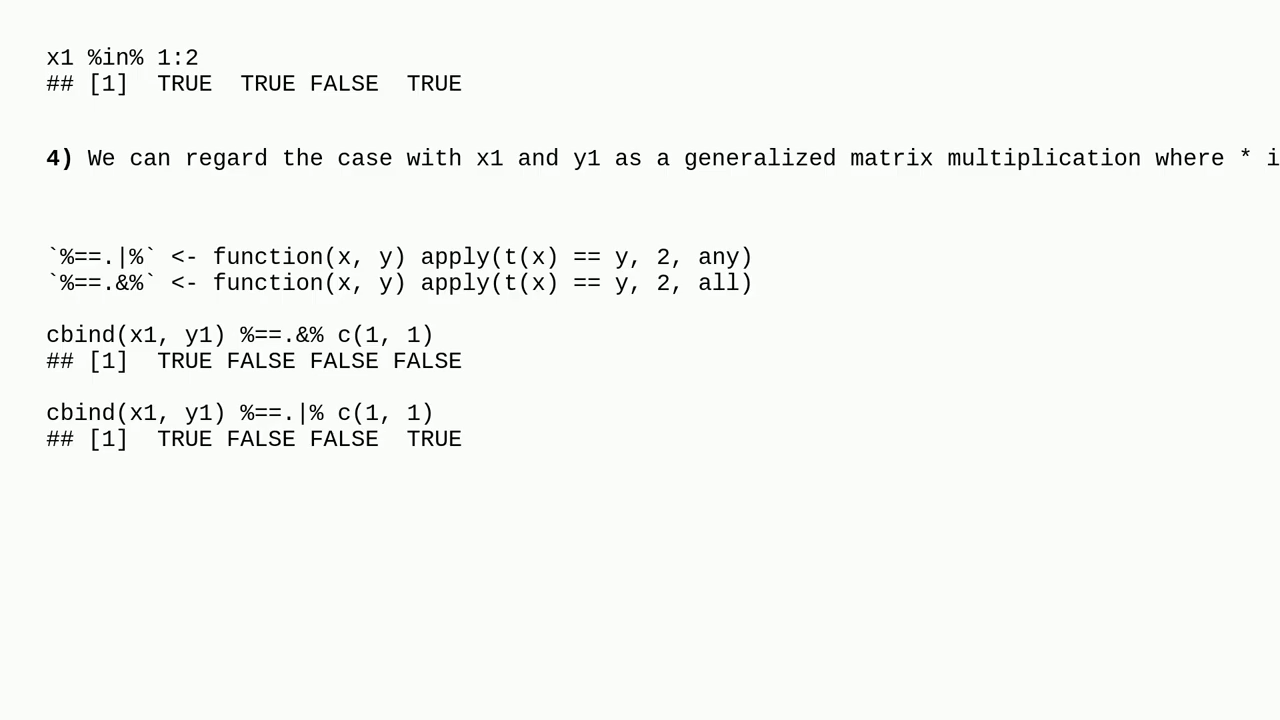 x1 %in% 1:2
## [1]  TRUE  TRUE FALSE  TRUE
4) We can regard the case with x1 and y1 as a generalized matrix multiplication where * i
`%==.|%` <- function(x, y) apply(t(x) == y, 2, any)
`%==.&%` <- function(x, y) apply(t(x) == y, 2, all)
cbind(x1, y1) %==.&% c(1, 1)
## [1]  TRUE FALSE FALSE FALSE
cbind(x1, y1) %==.|% c(1, 1)
## [1]  TRUE FALSE FALSE  TRUE